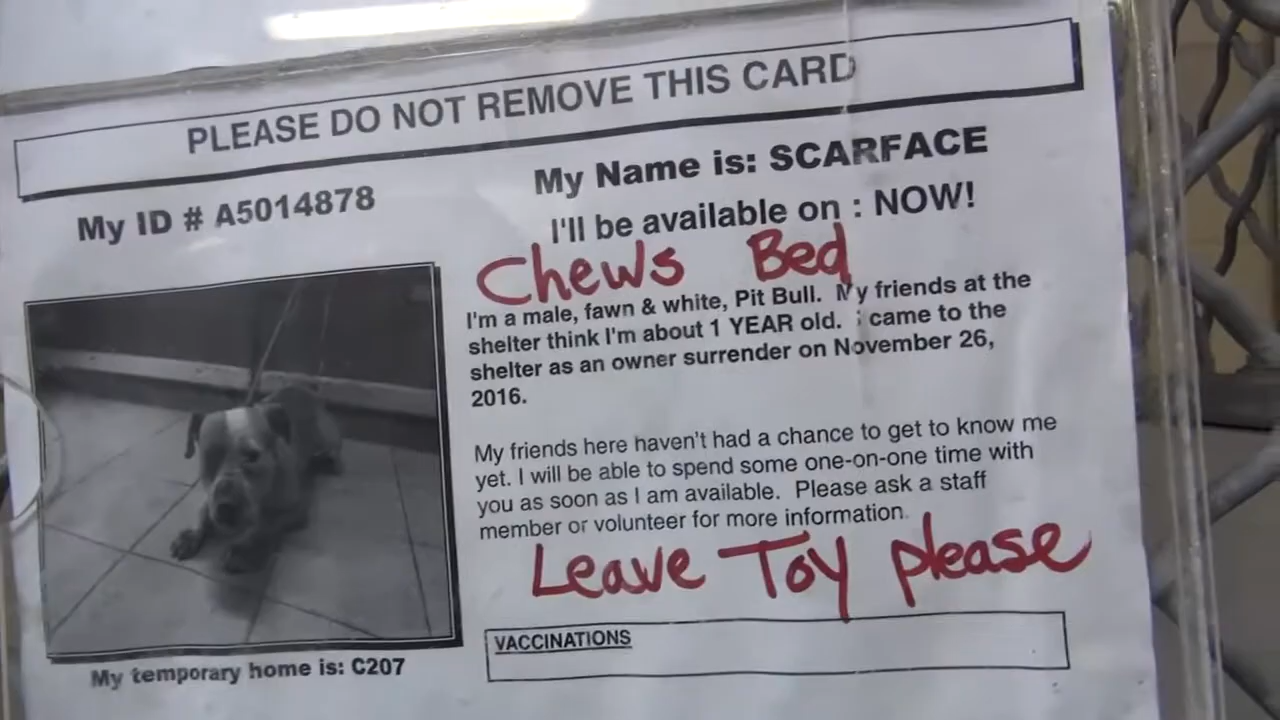 PLEASE DO NOT REMOVE THIS CARD
My ID # A5014878
My Name is: SCARFACE
I'll be available on : NOW!
Chews Bed
I'm a male, fawn & white, Pit Bull. My friends at the
shelter think I'm about 1 YEAR old. I came to the
shelter as an owner surrender on November 26,
2016.
My friends here haven't had a chance to get to know me
yet. I will be able to spend some one-on-one time with
you as soon as I am available. Please ask a staff
member or volunteer for more information.
Leave Toy please
VACCINATIONS
My temporary home is: C207